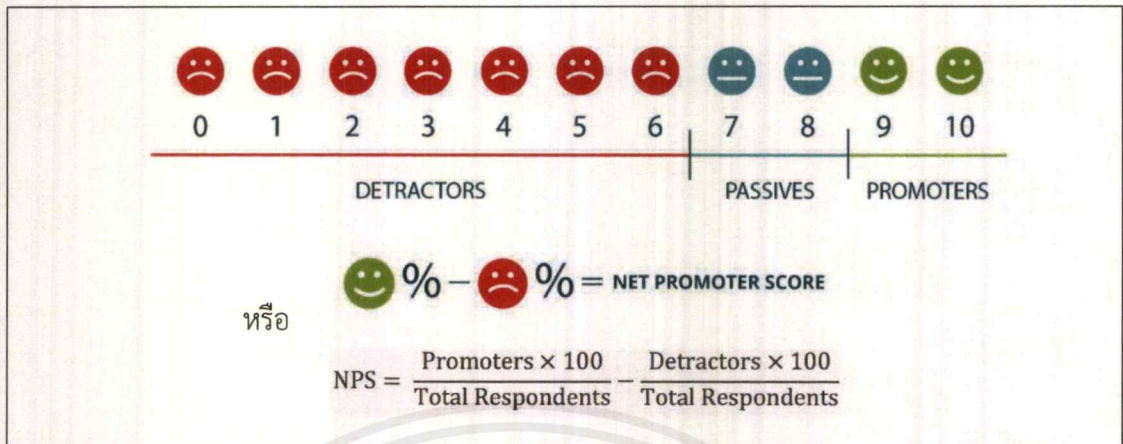 0 1 2 3 4 5 6 7 8 9 10
DETRACTORS PASSIVES PROMOTERS
% − % = NET PROMOTER SCORE
หรือ
NPS = Promoters × 100 / Total Respondents − Detractors × 100 / Total Respondents